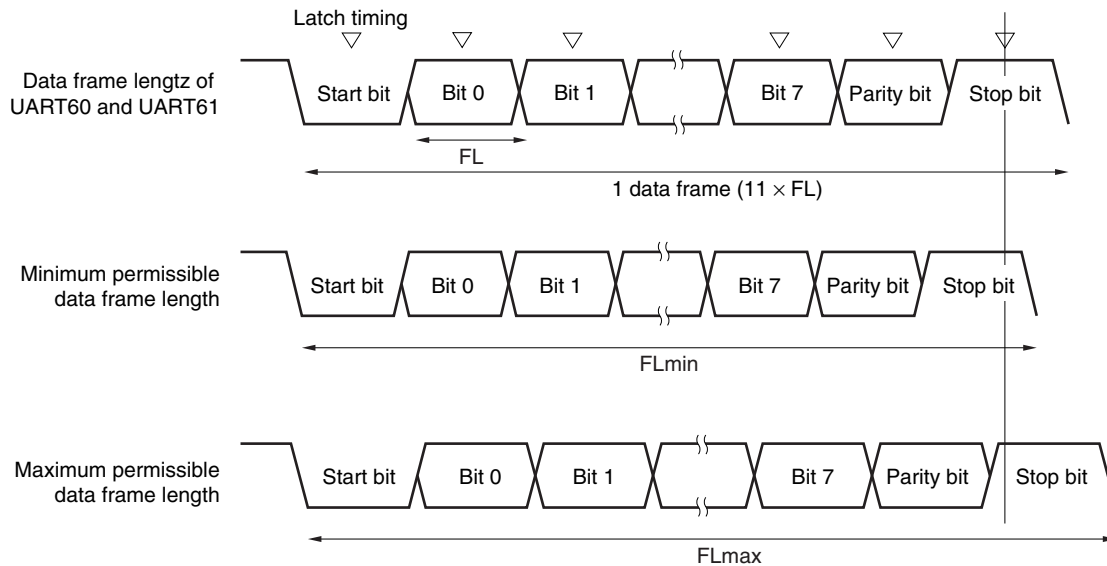 Latch timing
Data frame lengtz of
UART60 and UART61
Start bit
Bit 0
Bit 1
Bit 7
Parity bit
Stop bit
FL
1 data frame (11 × FL)
Minimum permissible
data frame length
Start bit
Bit 0
Bit 1
Bit 7
Parity bit
Stop bit
FLmin
Maximum permissible
data frame length
Start bit
Bit 0
Bit 1
Bit 7
Parity bit
Stop bit
FLmax